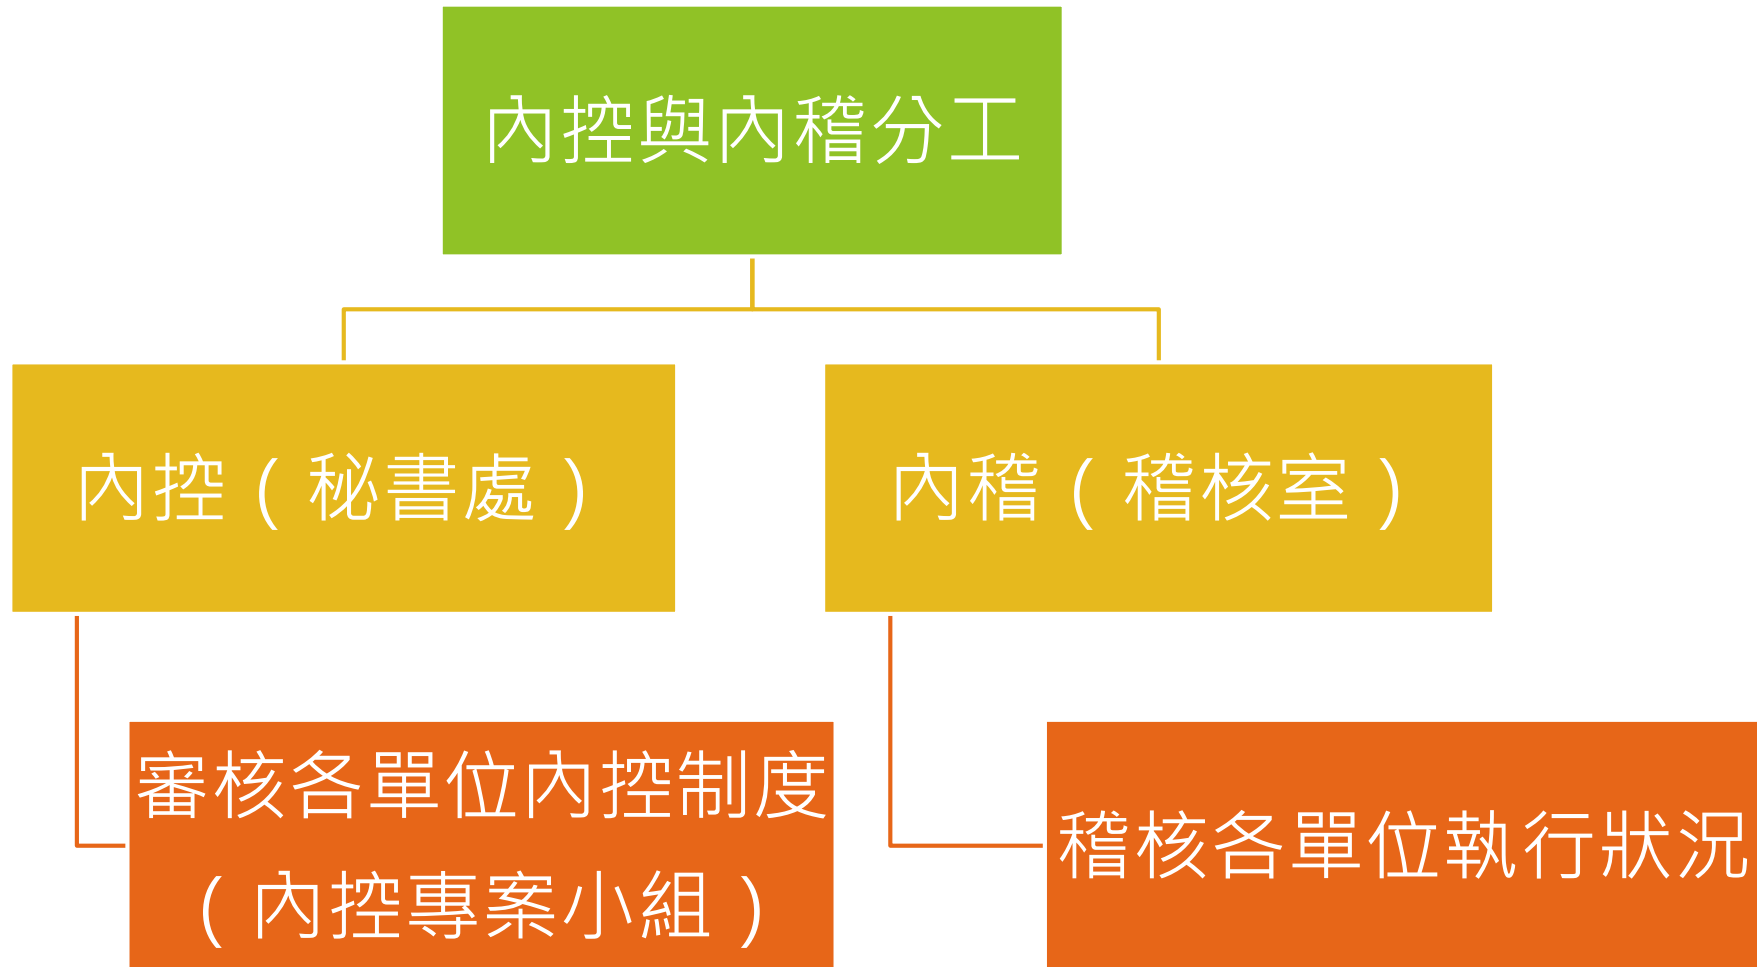 內控與內稽分工
內控(秘書處)
內稽(稽核室)
審核各單位內控制度
(內控專案小組)
稽核各單位執行狀況